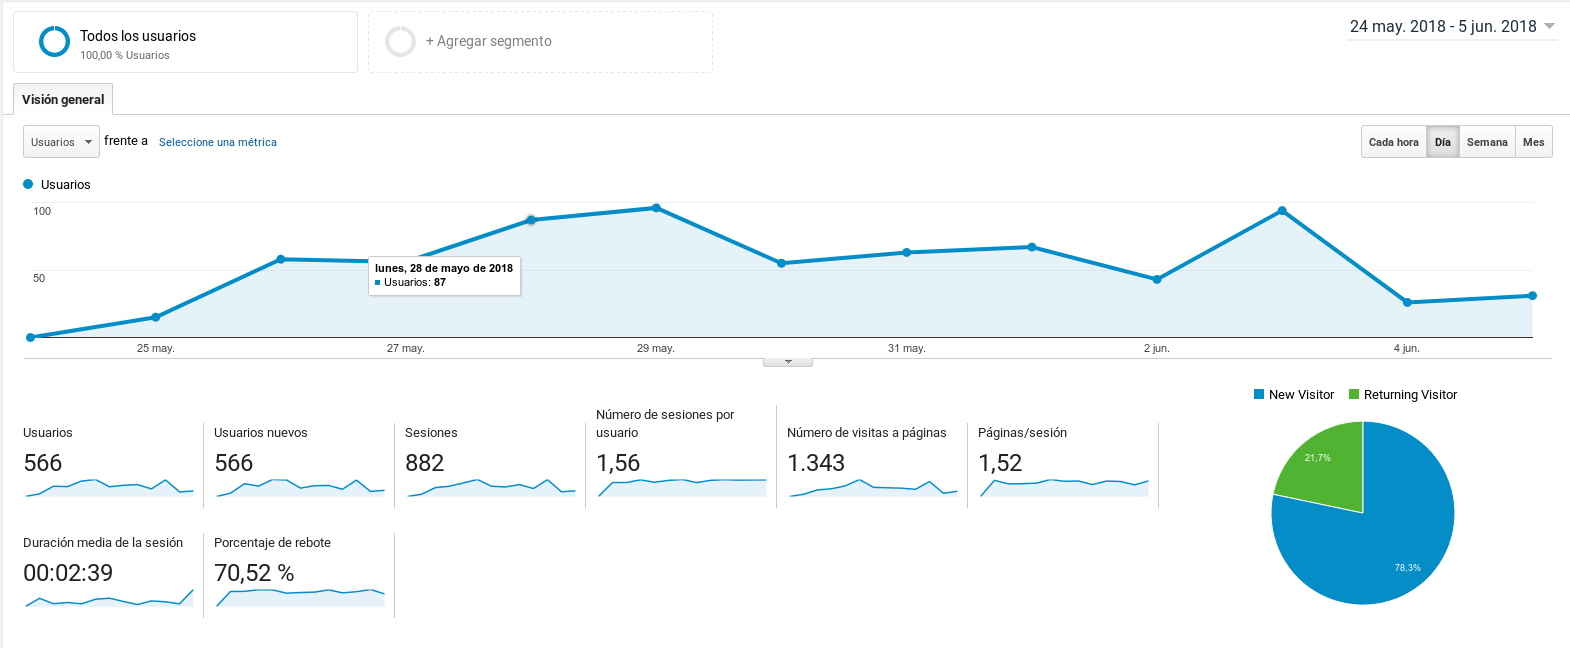 Todos los usuarios
100,00 % Usuarios
+ Agregar segmento
24 may. 2018 - 5 jun. 2018
Visión general
Usuarios
frente a
Seleccione una métrica
Cada hora
Día
Semana
Mes
Usuarios
100
50
lunes, 28 de mayo de 2018
Usuarios: 87
25 may.
27 may.
29 may.
31 may.
2 jun.
4 jun.
New Visitor
Returning Visitor
Usuarios
566
Usuarios nuevos
566
Sesiones
882
Número de sesiones por
usuario
1,56
Número de visitas a páginas
1.343
Páginas/sesión
1,52
21,7%
78,3%
Duración media de la sesión
00:02:39
Porcentaje de rebote
70,52 %